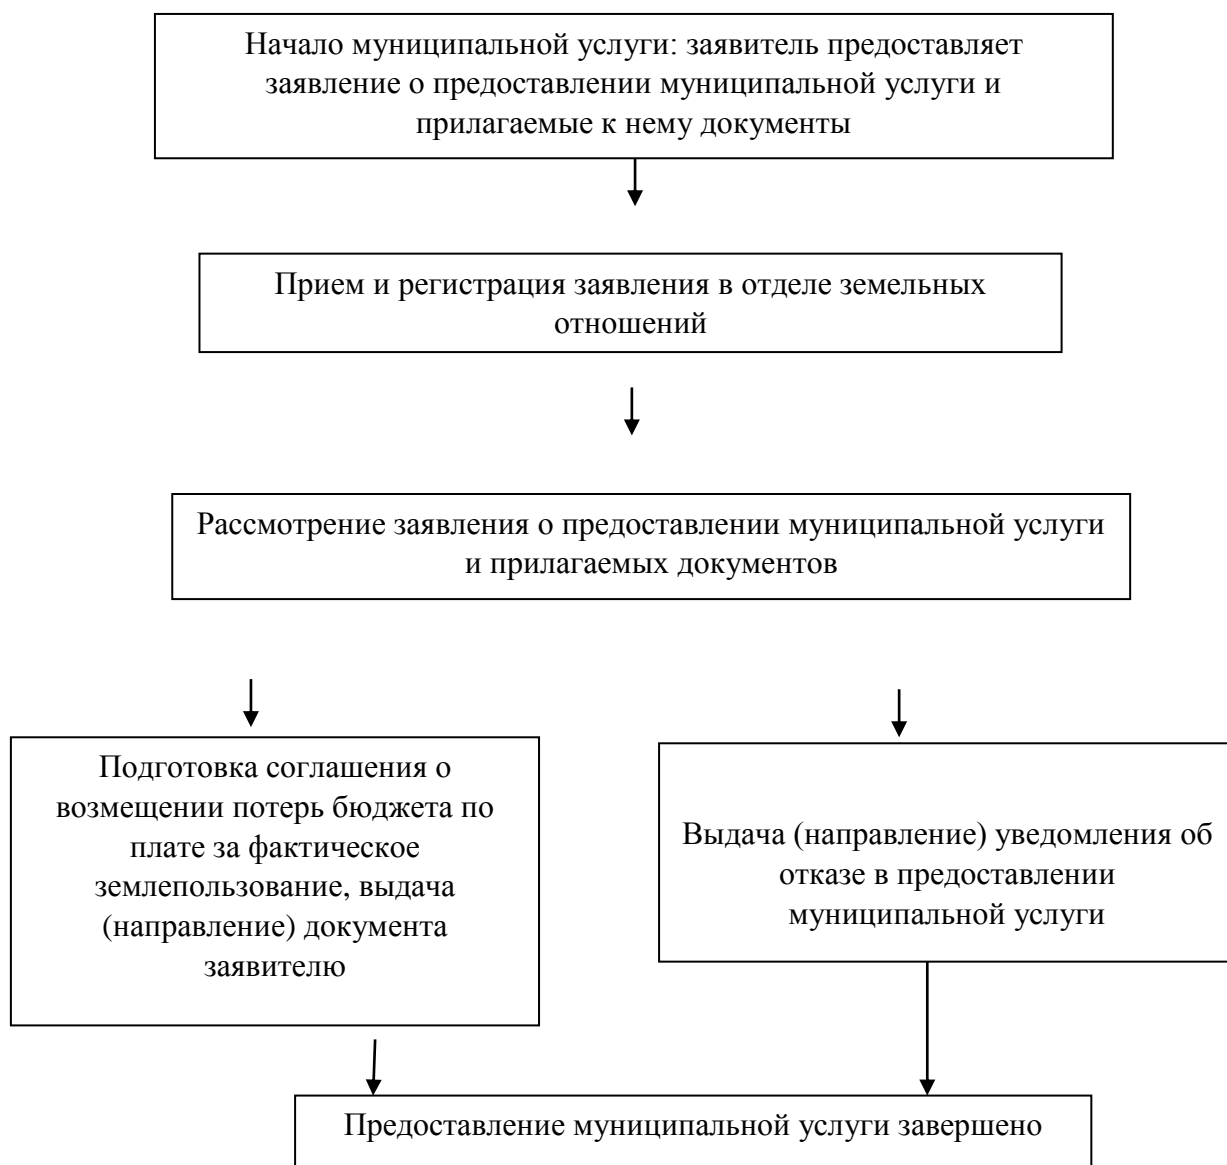 Начало муниципальной услуги: заявитель предоставляет
заявление о предоставлении муниципальной услуги и
прилагаемые к нему документы
Прием и регистрация заявления в отделе земельных
отношений
Рассмотрение заявления о предоставлении муниципальной услуги
и прилагаемых документов
Подготовка соглашения о
возмещении потерь бюджета по
плате за фактическое
землепользование, выдача
(направление) документа
заявителю
Выдача (направление) уведомления об
отказе в предоставлении
муниципальной услуги
Предоставление муниципальной услуги завершено